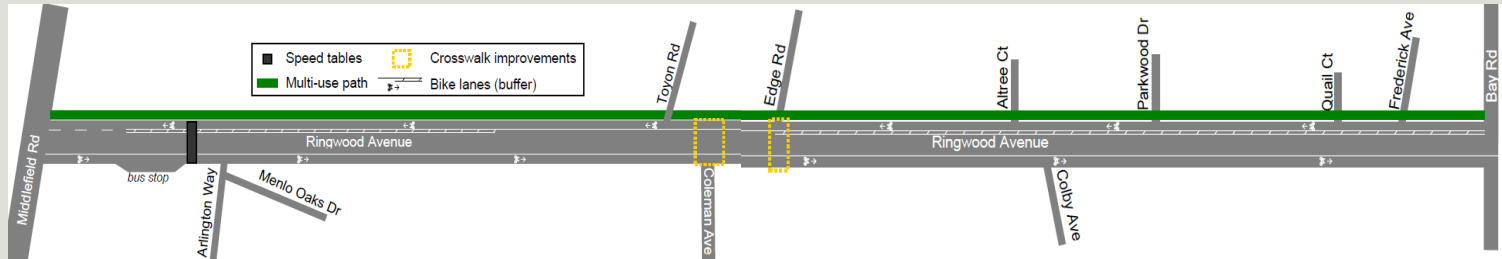 Speed tables
Crosswalk improvements
Multi-use path
Bike lanes (buffer)
Toyon Rd
Edge Rd
Altree Ct
Parkwood Dr
Quail Ct
Frederick Ave
Bay Rd
Middlefield Rd
Ringwood Avenue
Ringwood Avenue
bus stop
Arlington Way
Menlo Oaks Dr
Coleman Ave
Colby Ave